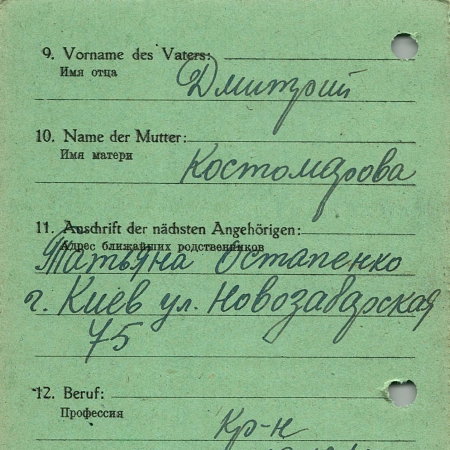 9. Vorname des Vaters:
Имя отца
Дмитрий
10. Name der Mutter:
Имя матери
Костомарова
11. Anschrift der nächsten Angehörigen:
Адрес ближайших родственников
Татьяна Остапенко
г. Киев ул. Новозабарская
75
12. Beruf:
Профессия
Кр-н